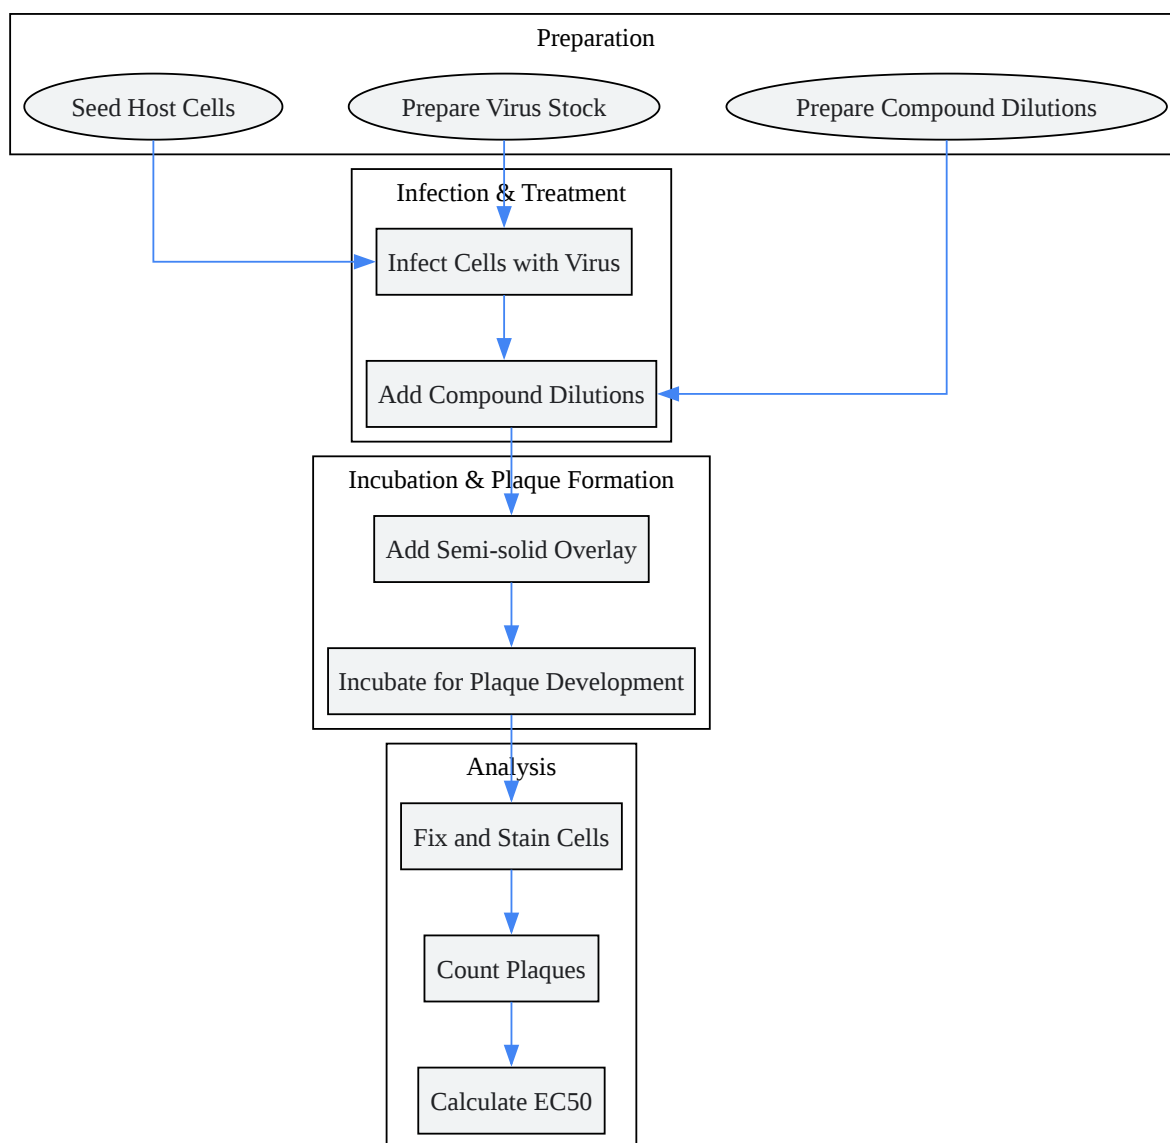 Preparation
Seed Host Cells
Prepare Virus Stock
Prepare Compound Dilutions
Infection & Treatment
Infect Cells with Virus
Add Compound Dilutions
Incubation & Plaque Formation
Add Semi-solid Overlay
Incubate for Plaque Development
Analysis
Fix and Stain Cells
Count Plaques
Calculate EC50